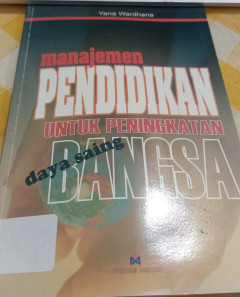 Yana Wardhana
manajemen
PENDIDIKAN
UNTUK PENINGKATAN
daya saing
BANGSA